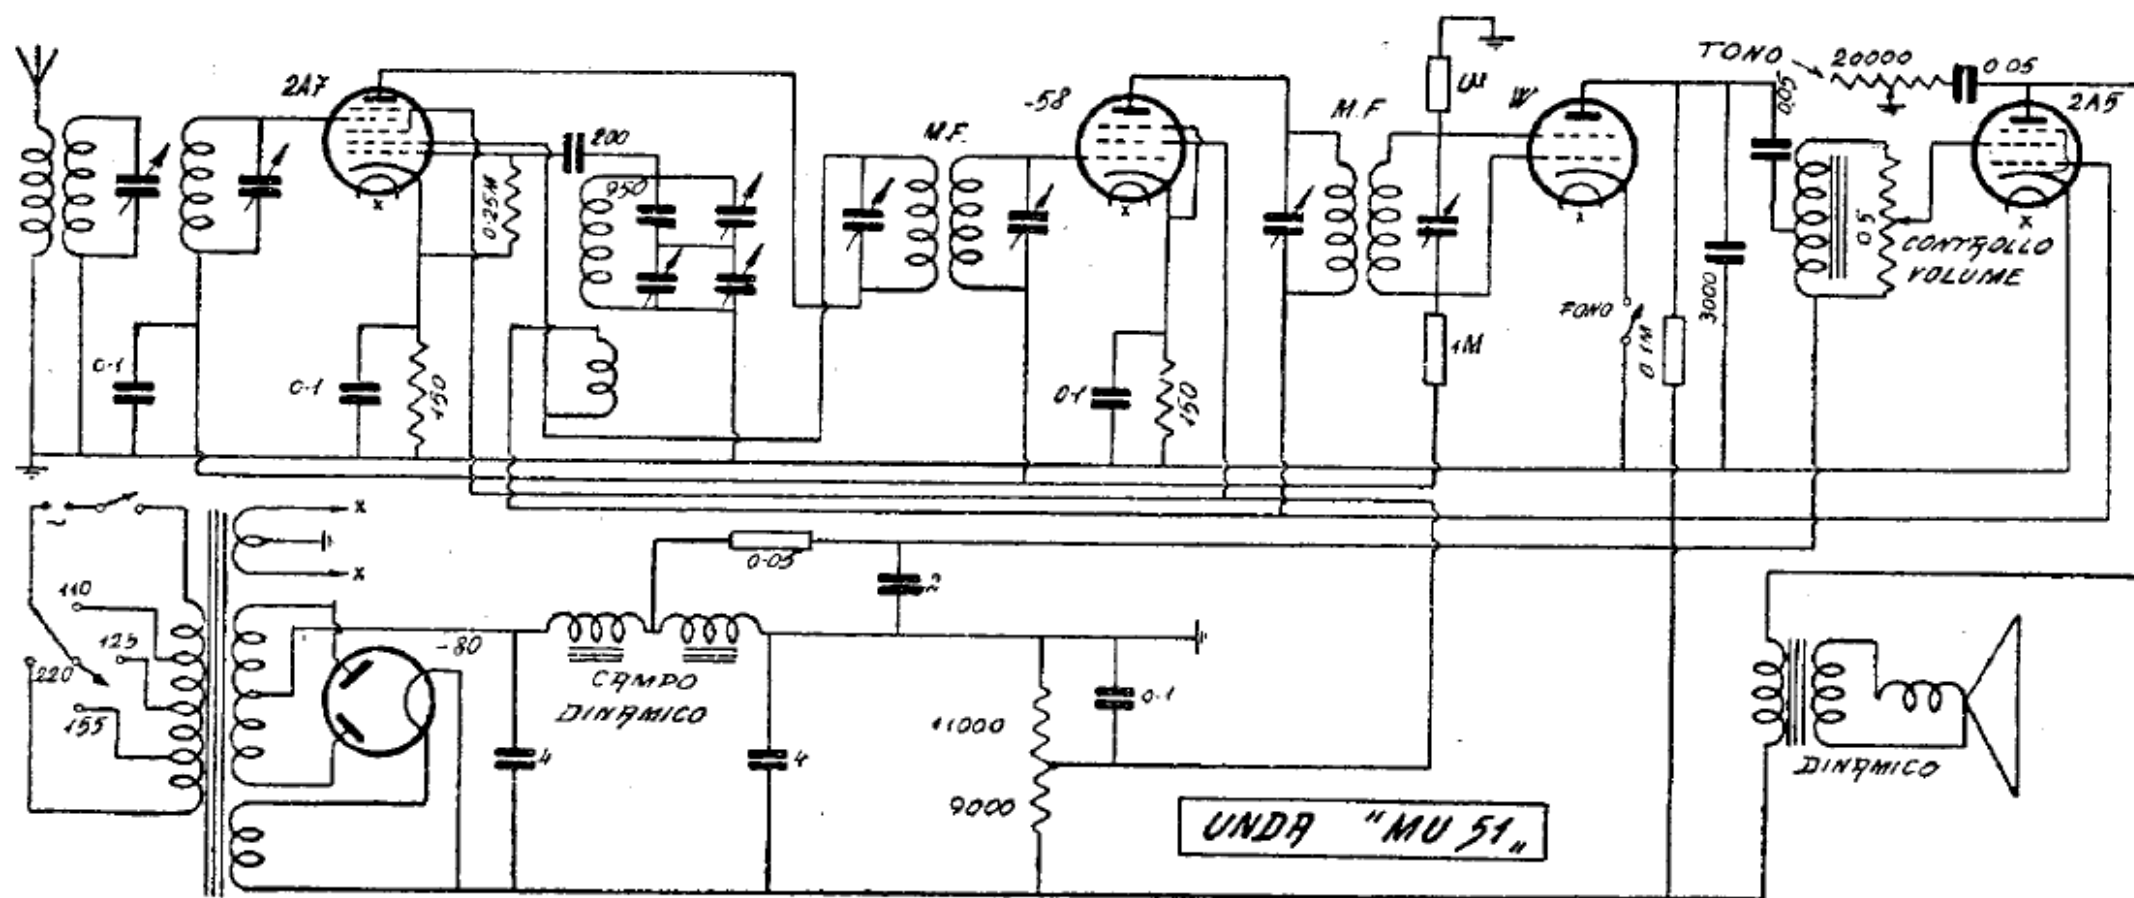 TONO
20000
0.05
2A7
-58
W
W
0.05
2A5
M.F.
M.F
200
950
0.25M
x
x
x
x
0.5
CONTROLLO
VOLUME
3000
FONO
0.1M
1M
0.1
0.1
150
0.1
150
~
x
x
110
125
220
155
-80
0.05
2
CAMPO
DINAMICO
4
4
11000
0.1
9000
DINAMICO
UNDA "MU 51„